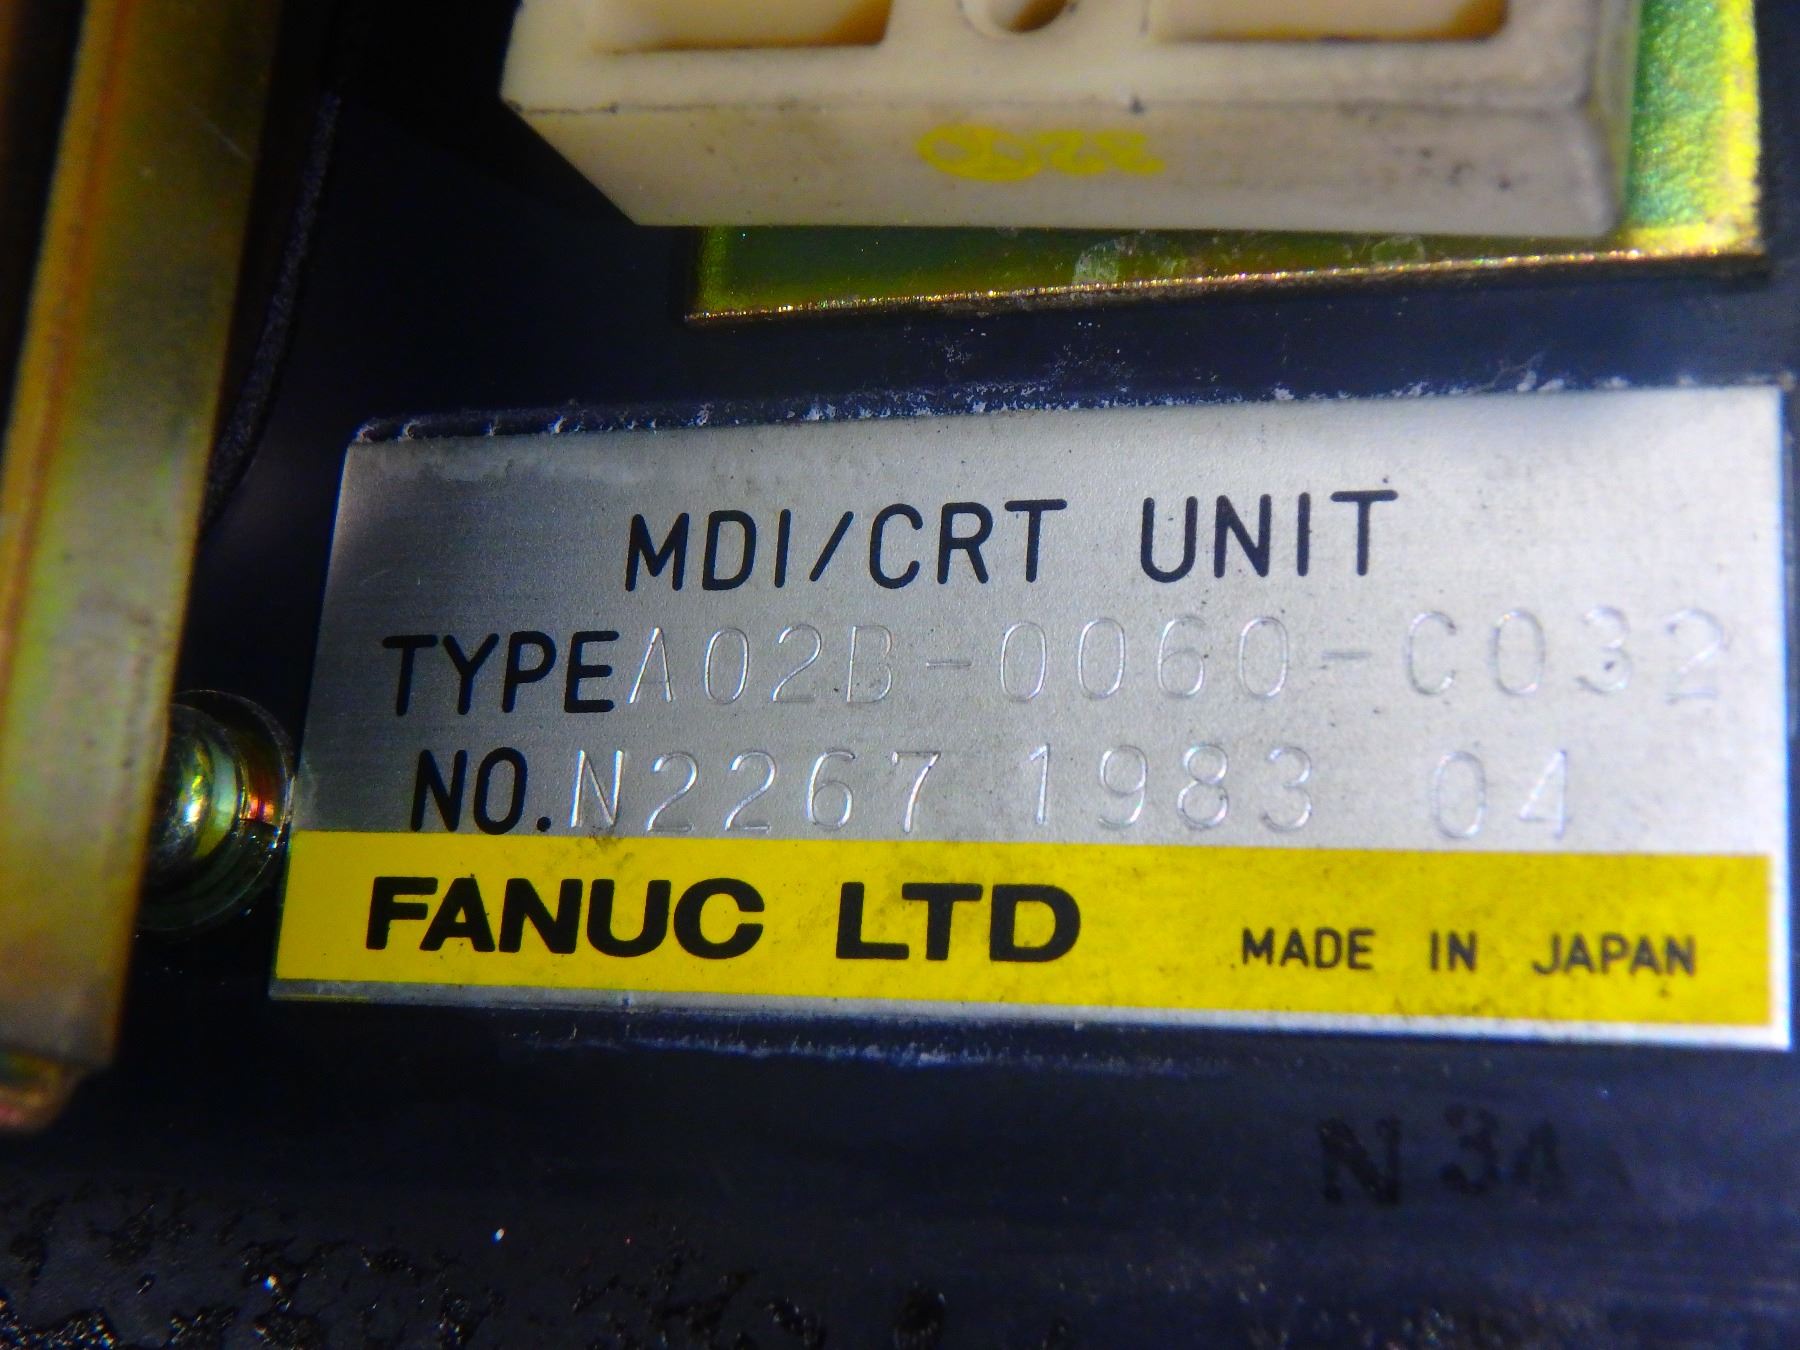 MDI/CRT UNIT
TYPE A02B-0060-C032
NO. N2267 1983 04
FANUC LTD MADE IN JAPAN
N 34